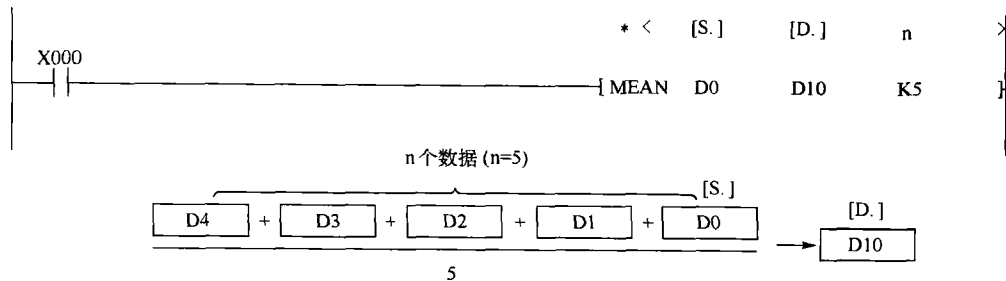 * < [S.] [D.] n >
X000
[ MEAN D0 D10 K5 ]
n个数据(n=5)
[S.]
D4 + D3 + D2 + D1 + D0
[D.]
D10
5